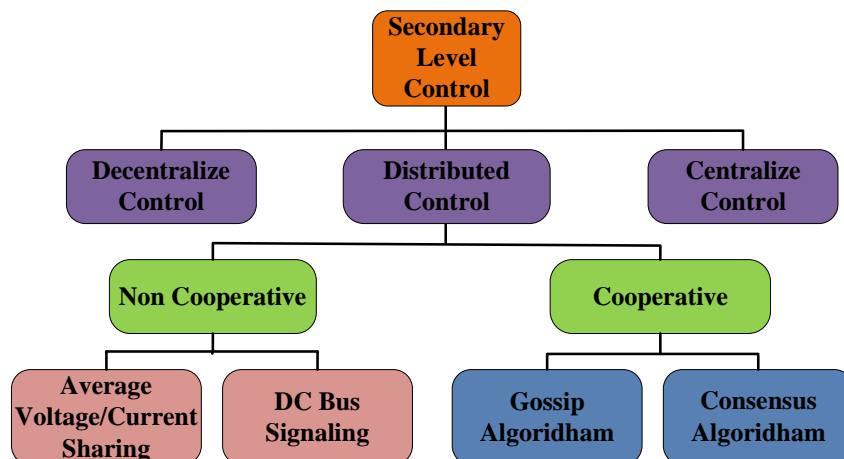 Secondary
Level
Control
Decentralize
Control
Distributed
Control
Centralize
Control
Non Cooperative
Cooperative
Average
Voltage/Current
Sharing
DC Bus
Signaling
Gossip
Algoridham
Consensus
Algoridham